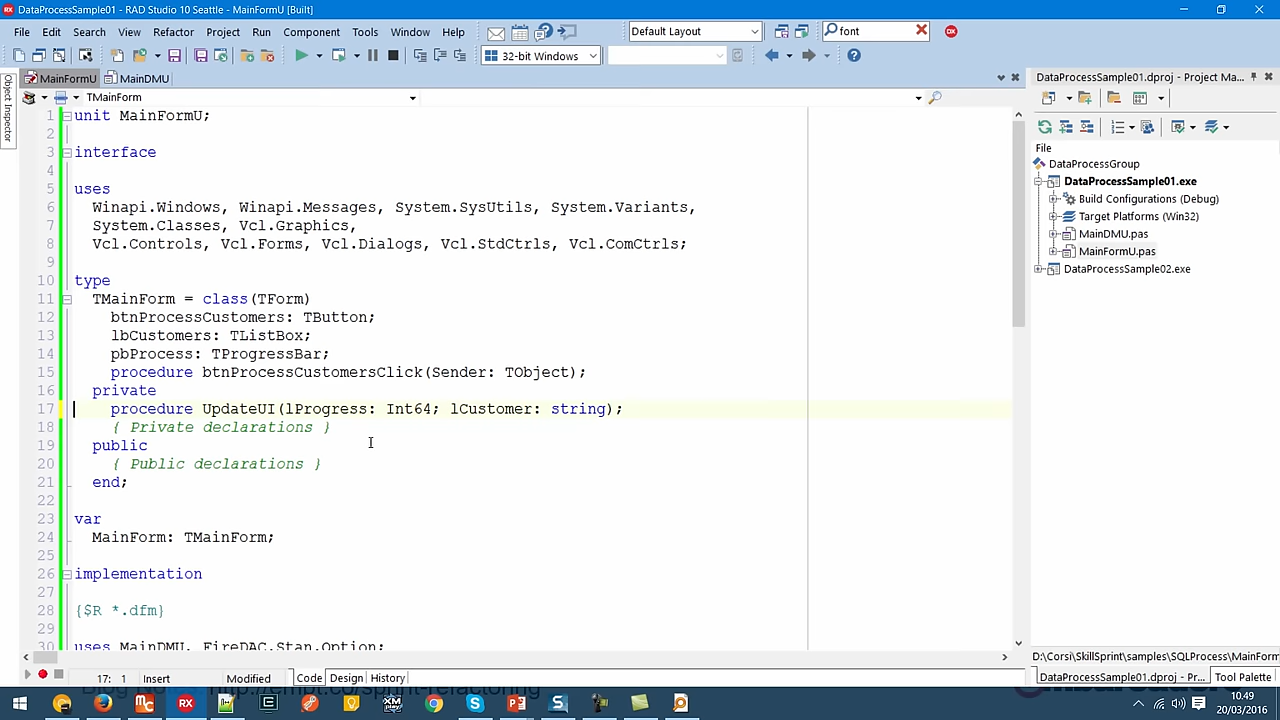 DataProcessSample01 - RAD Studio 10 Seattle - MainFormU [Built]
File Edit Search View Refactor Project Run Component Tools Window Help
Default Layout
font
32-bit Windows
MainFormU MainDMU
DataProcessSample01.dproj - Project Ma...
Object Inspector
TMainForm
1 unit MainFormU;
2
3 interface
4
5 uses
6 Winapi.Windows, Winapi.Messages, System.SysUtils, System.Variants,
7 System.Classes, Vcl.Graphics,
8 Vcl.Controls, Vcl.Forms, Vcl.Dialogs, Vcl.StdCtrls, Vcl.ComCtrls;
9
10 type
11 TMainForm = class(TForm)
12 btnProcessCustomers: TButton;
13 lbCustomers: TListBox;
14 pbProcess: TProgressBar;
15 procedure btnProcessCustomersClick(Sender: TObject);
16 private
17 procedure UpdateUI(lProgress: Int64; lCustomer: string);
18 { Private declarations }
19 public
20 { Public declarations }
21 end;
22
23 var
24 MainForm: TMainForm;
25
26 implementation
27
28 {$R *.dfm}
29
30 uses MainDMU, FireDAC.Stan.Option;
File
DataProcessGroup
DataProcessSample01.exe
Build Configurations (Debug)
Target Platforms (Win32)
MainDMU.pas
MainFormU.pas
DataProcessSample02.exe
D:\Corsi\SkillSprint\samples\SQLProcess\MainForm
DataProcessSample01.dproj - Pr... Tool Palette
17: 1 Modified Code Design History
10.49
20/03/2016